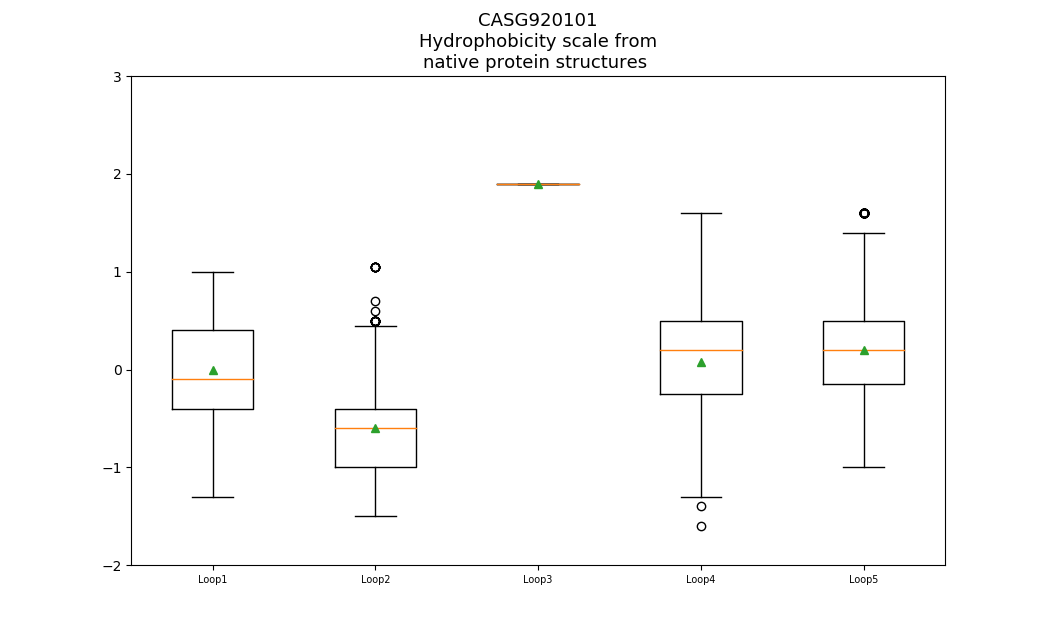 CASG920101
Hydrophobicity scale from
native protein structures
3
2
1
0
−1
−2
Loop1
Loop2
Loop3
Loop4
Loop5